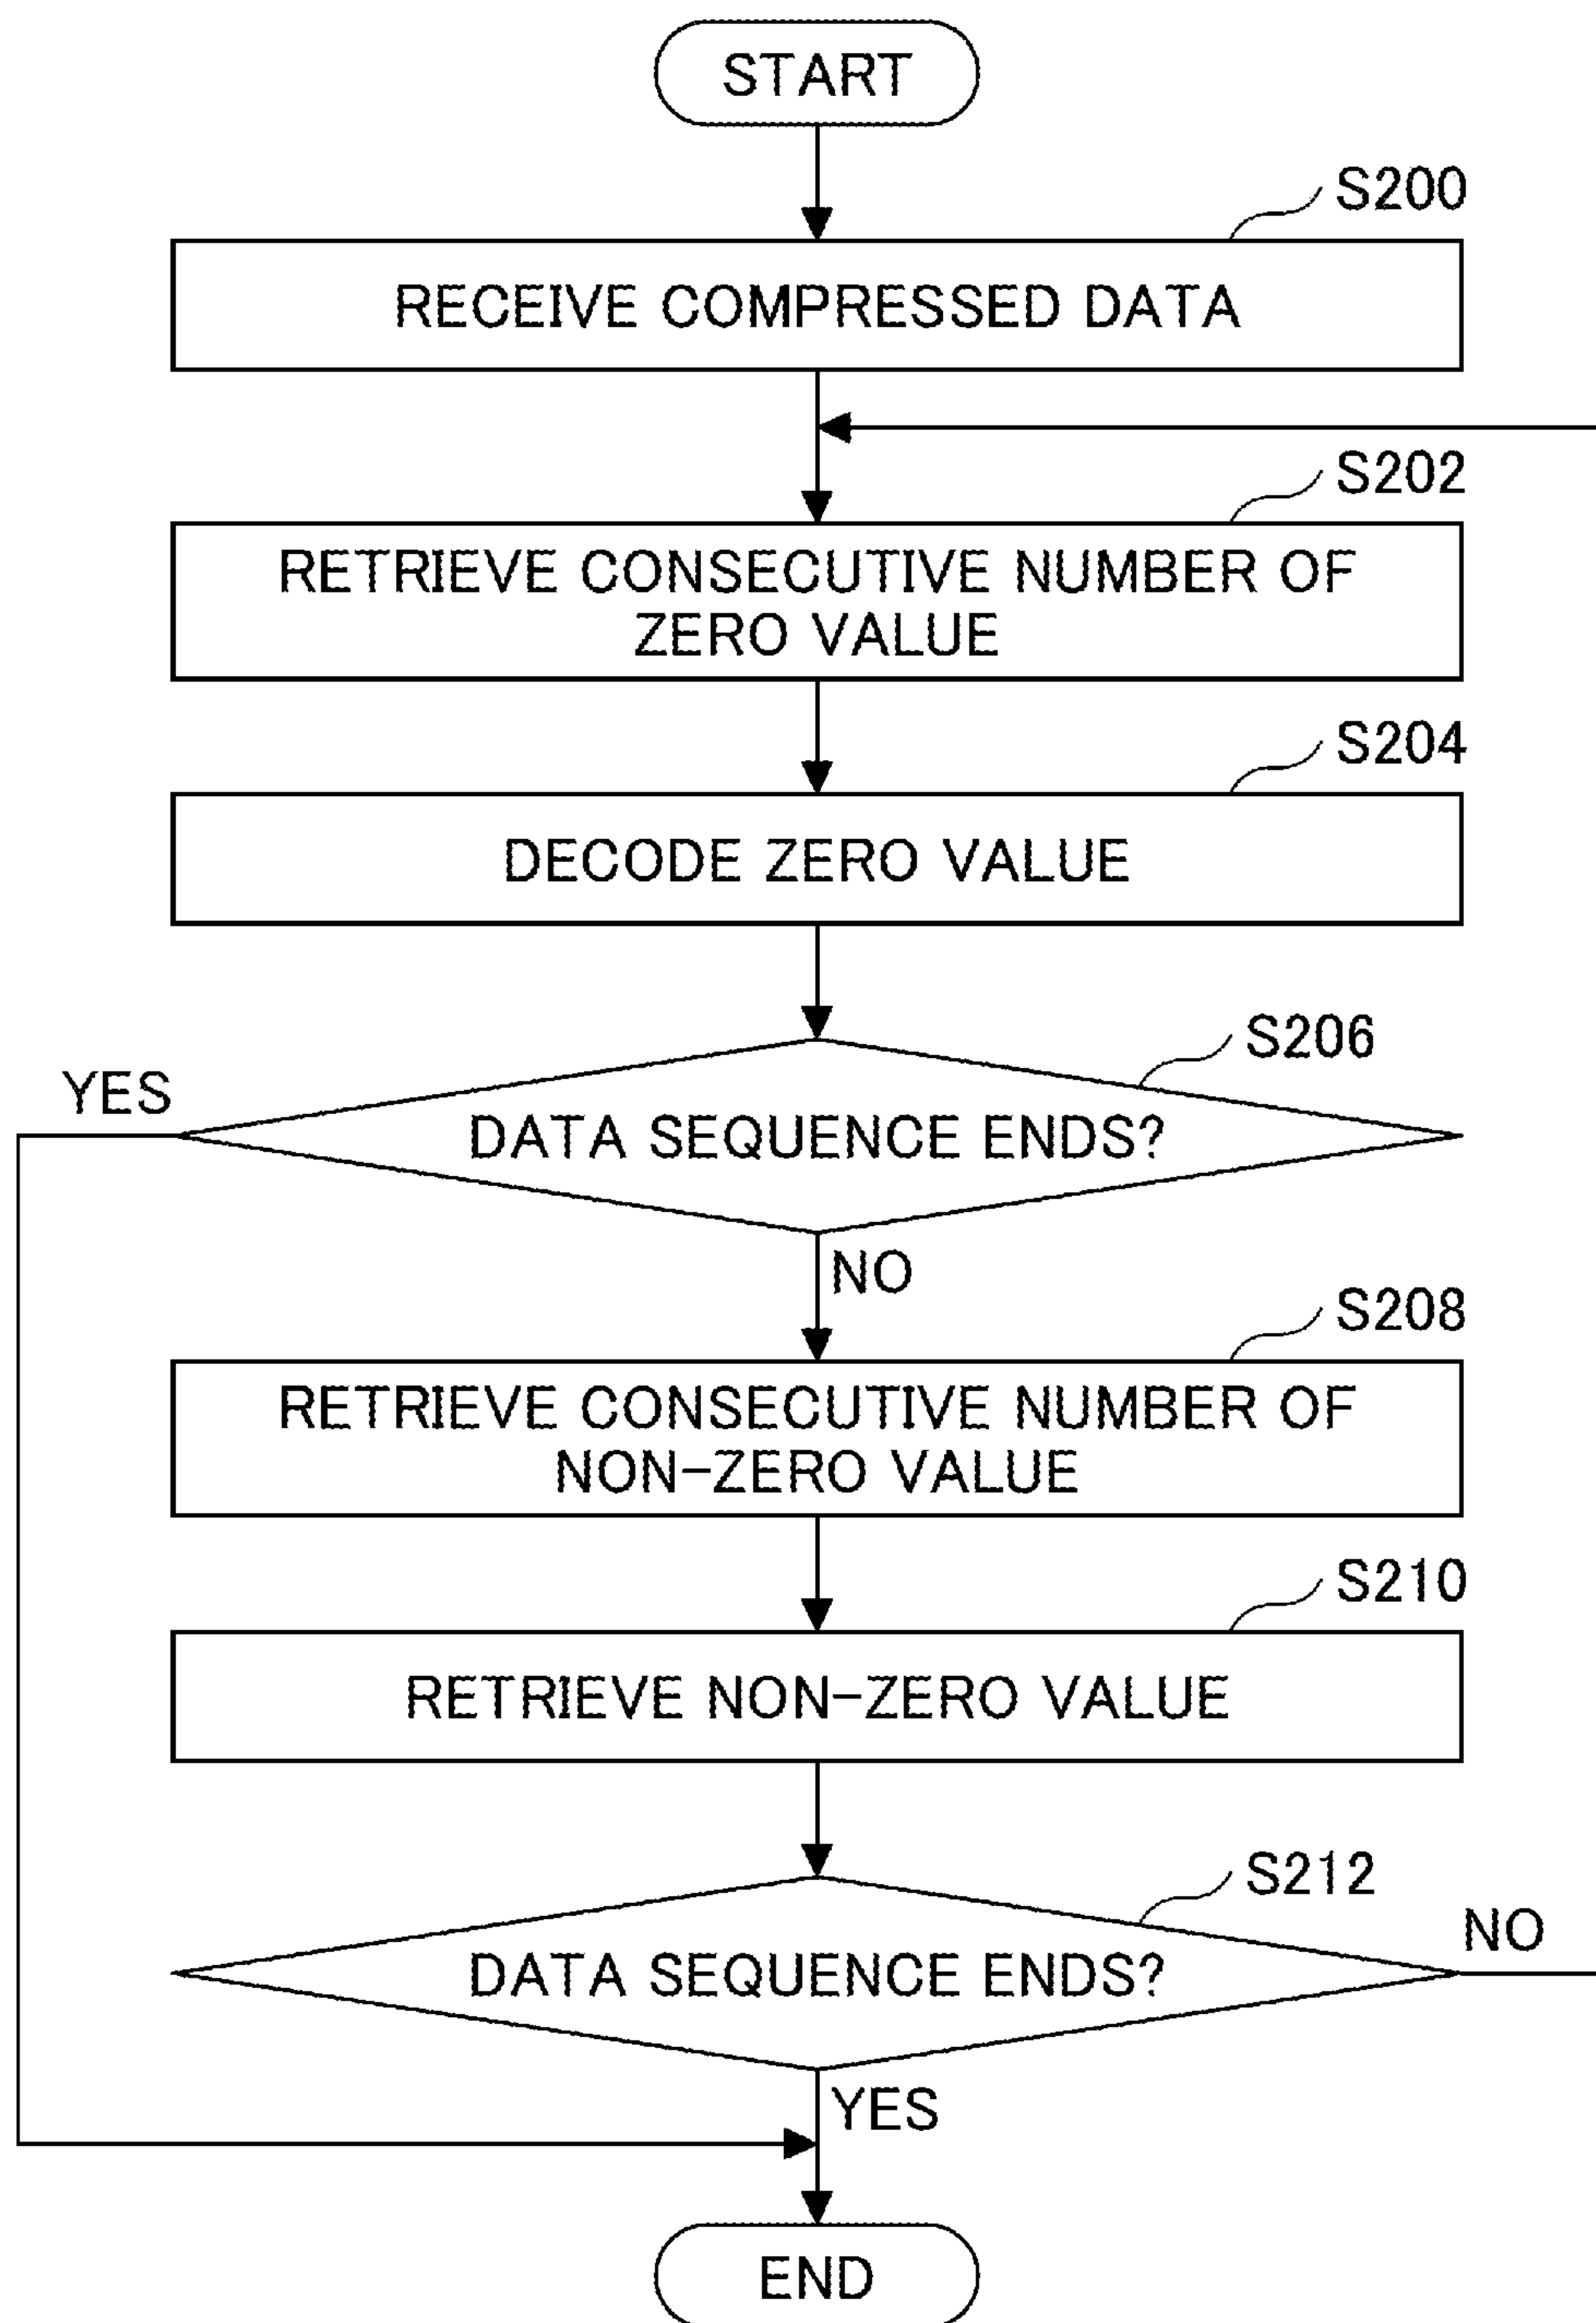 START
S200
RECEIVE COMPRESSED DATA
S202
RETRIEVE CONSECUTIVE NUMBER OF
ZERO VALUE
S204
DECODE ZERO VALUE
S206
YES
DATA SEQUENCE ENDS?
NO
S208
RETRIEVE CONSECUTIVE NUMBER OF
NON-ZERO VALUE
S210
RETRIEVE NON-ZERO VALUE
S212
NO
DATA SEQUENCE ENDS?
YES
END